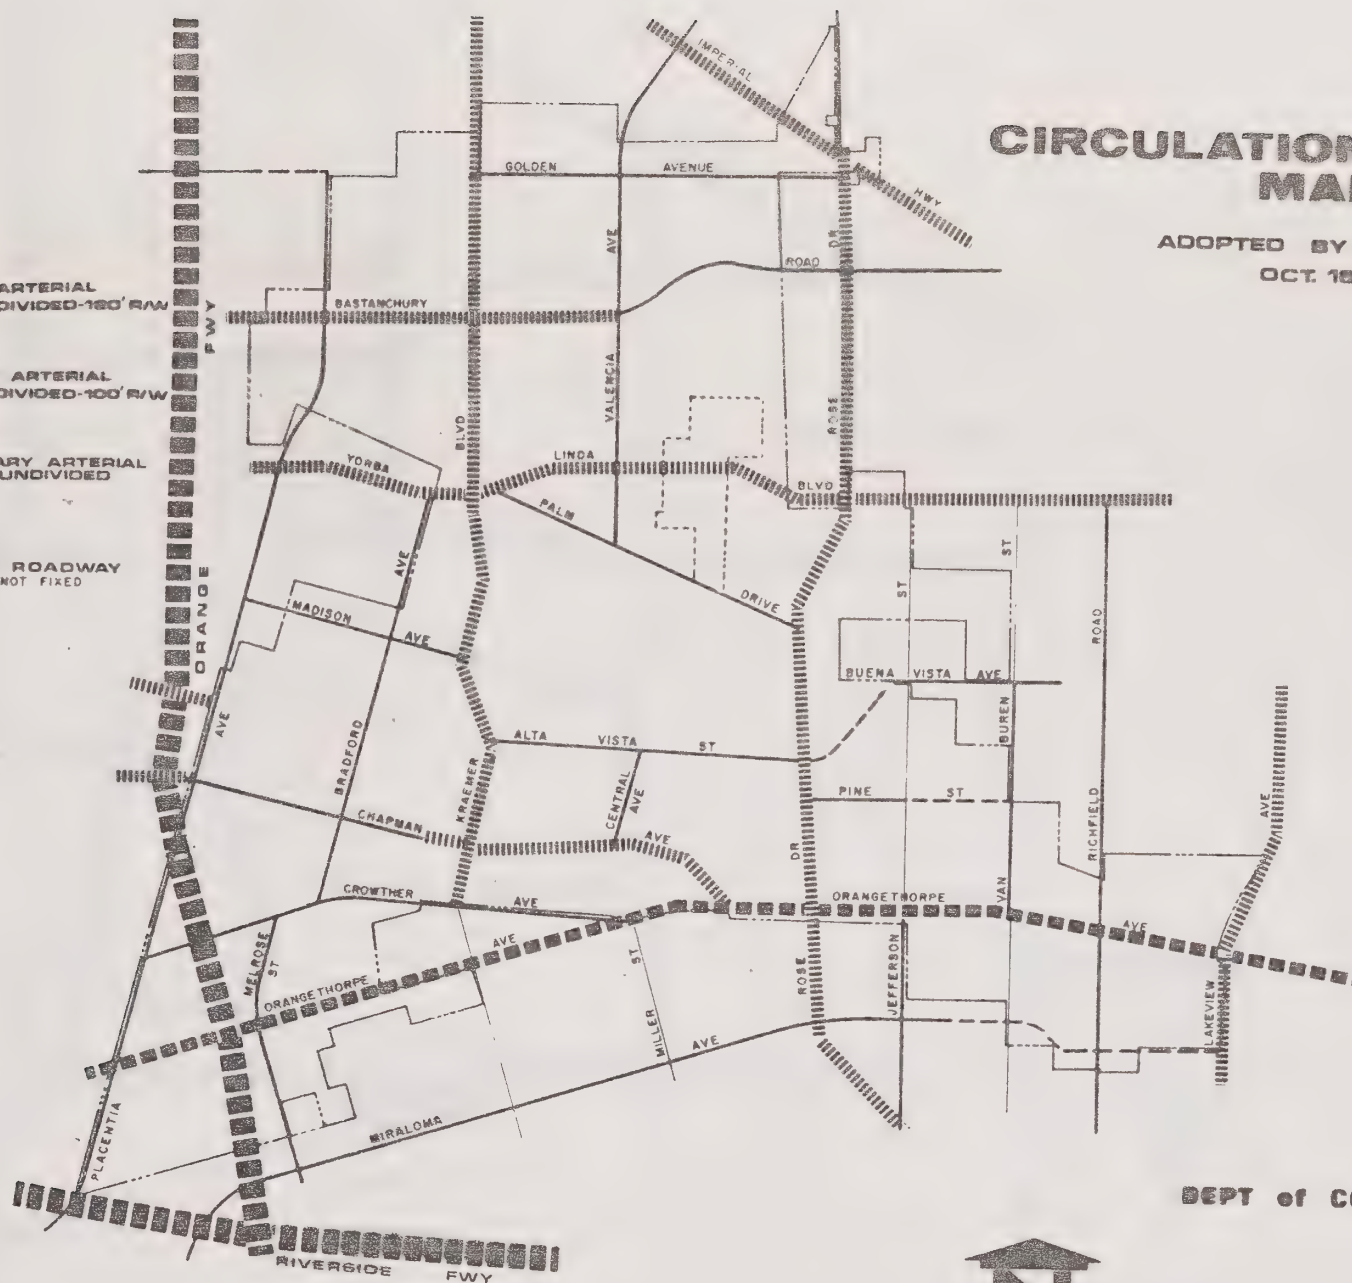 CIRCULATION
ADOPTED BY
OCT.
ARTERIAL
DIVIDED-120' R/W
ARTERIAL
DIVIDED-100' R/W
ARY ARTERIAL
UNDIVIDED
ROADWAY
NOT FIXED
ORANGE FWY
IMPERIAL HWY
GOLDEN AVENUE
BASTANCHURY ROAD
VALENCIA AVE
ROSE DR
YORBA LINDA BLVD
KRAEMER BLVD
PALM DRIVE
MADISON AVE
BRADFORD AVE
BUENA VISTA AVE
ALTA VISTA ST
CENTRAL AVE
PINE ST
CHAPMAN AVE
CROWTHER AVE
ORANGETHORPE AVE
ORANGETHORPE AVE
MELROSE ST
MILLER ST
ROSE DR
JEFFERSON ST
VAN BUREN ST
RICHFIELD ROAD
LAKEVIEW AVE
MIRALOMA AVE
PLACENTIA AVE
RIVERSIDE FWY
DEPT of